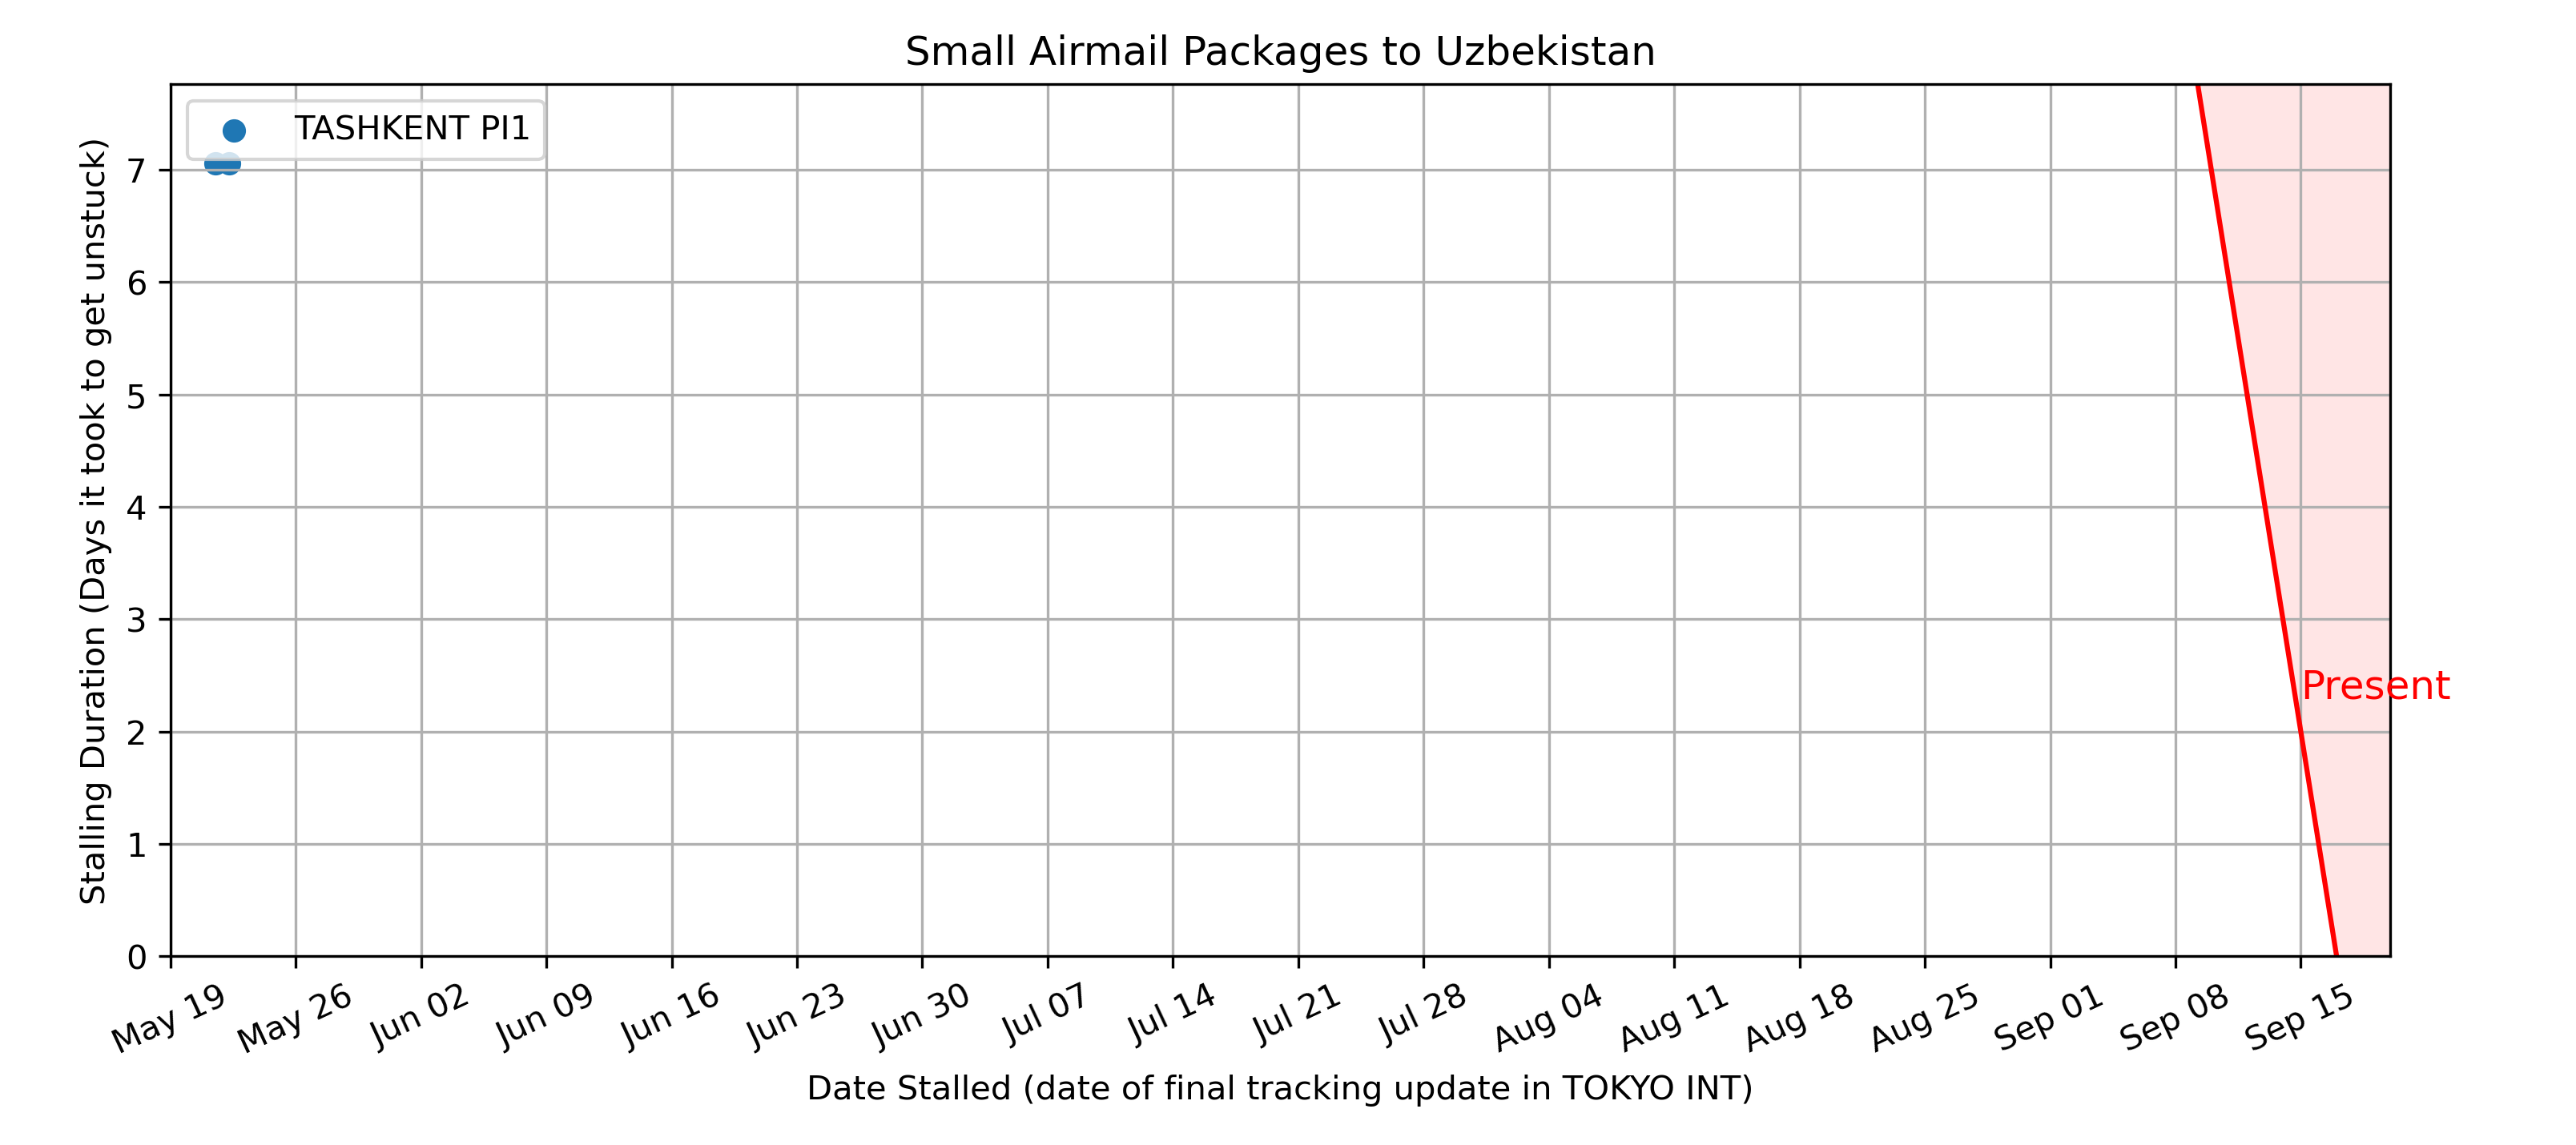 Small Airmail Packages to Uzbekistan
TASHKENT PI1
Stalling Duration (Days it took to get unstuck)
7
6
5
4
3
2
1
0
Present
May 19
May 26
Jun 02
Jun 09
Jun 16
Jun 23
Jun 30
Jul 07
Jul 14
Jul 21
Jul 28
Aug 04
Aug 11
Aug 18
Aug 25
Sep 01
Sep 08
Sep 15
Date Stalled (date of final tracking update in TOKYO INT)